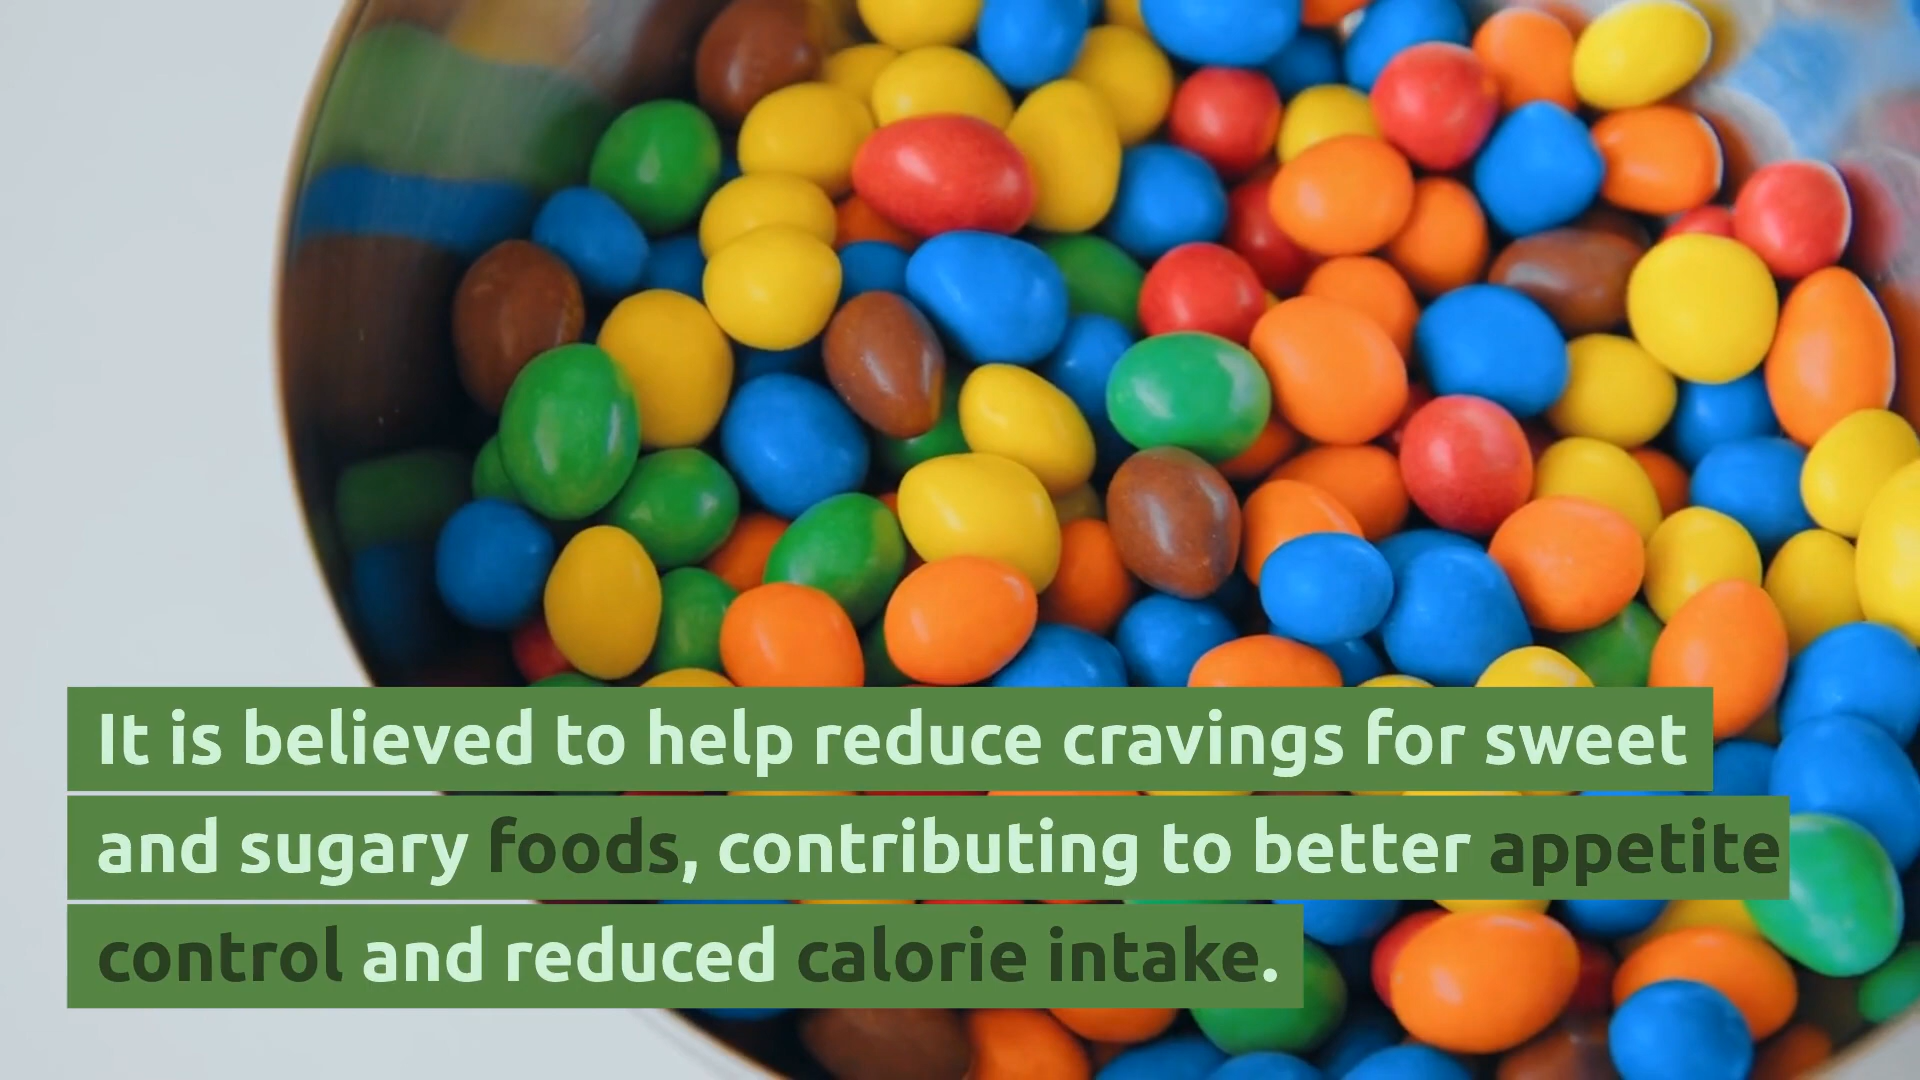 It is believed to help reduce cravings for sweet
and sugary foods, contributing to better appetite
control and reduced calorie intake.